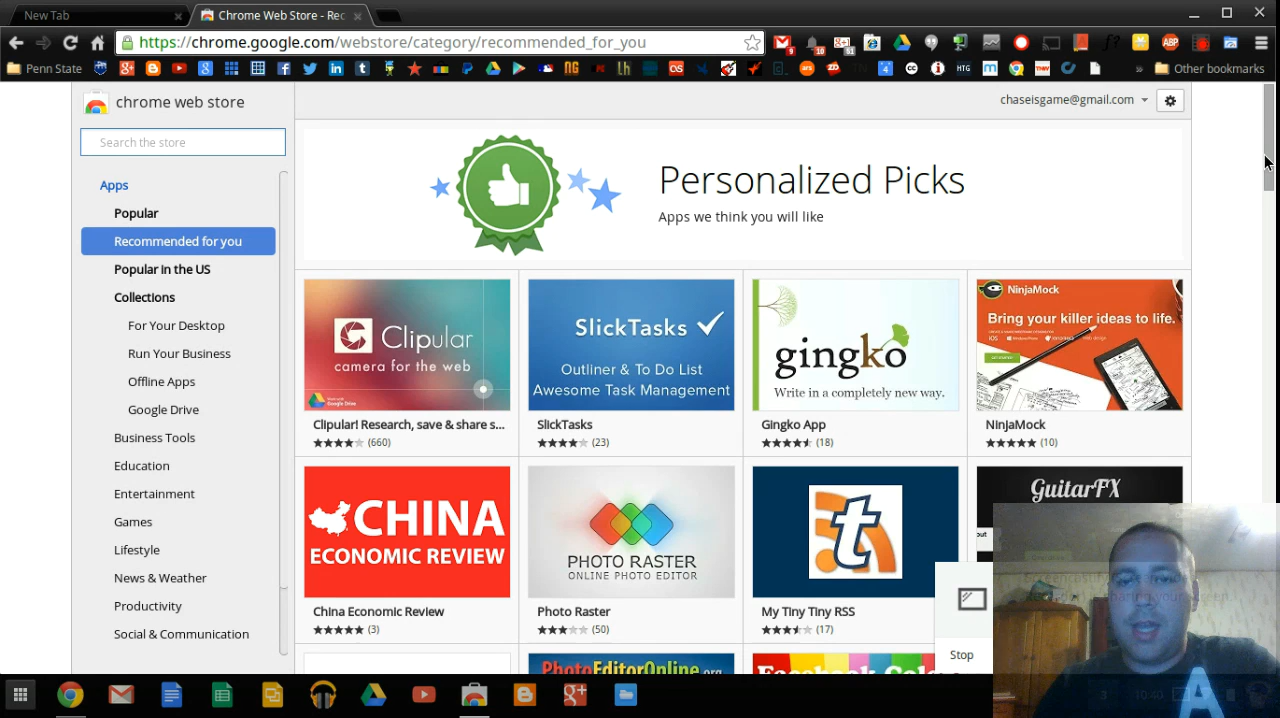 New Tab
Chrome Web Store - Rec
https://chrome.google.com/webstore/category/recommended_for_you
Penn State
Other bookmarks
chrome web store
chaseisgame@gmail.com
Search the store
Apps
Popular
Recommended for you
Popular in the US
Collections
For Your Desktop
Run Your Business
Offline Apps
Google Drive
Business Tools
Education
Entertainment
Games
Lifestyle
News & Weather
Productivity
Social & Communication
Personalized Picks
Apps we think you will like
Clipular
camera for the web
Clipular! Research, save & share s...
(660)
SlickTasks
Outliner & To Do List
Awesome Task Management
SlickTasks
(23)
gingko
Write in a completely new way.
Gingko App
(18)
NinjaMock
Bring your killer ideas to life.
NinjaMock
(10)
CHINA
ECONOMIC REVIEW
China Economic Review
(3)
PHOTO RASTER
ONLINE PHOTO EDITOR
Photo Raster
(50)
t
My Tiny Tiny RSS
(17)
GuitarFX
PhotoEditorOnline.org
Stop
A
3
10:40